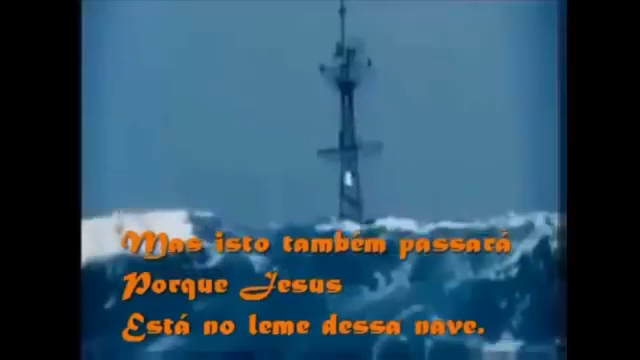 Mas isto também passará
Porque Jesus
Está no leme dessa nave.